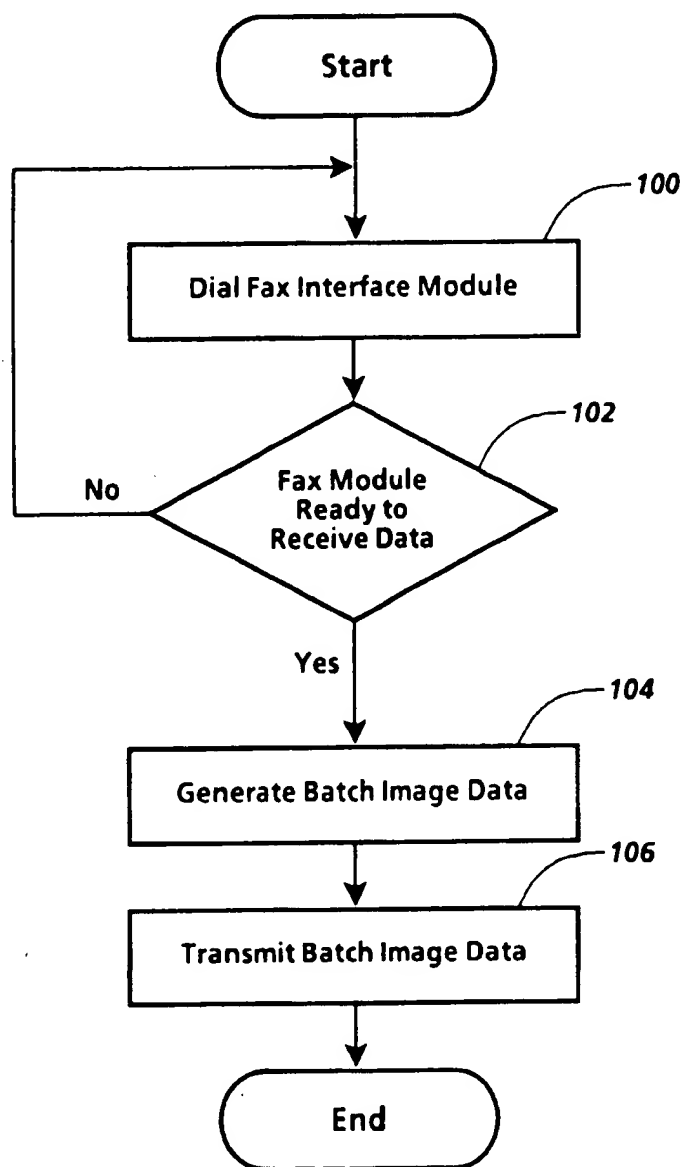 Start
100
Dial Fax Interface Module
102
Fax Module
Ready to
Receive Data
No
Yes
104
Generate Batch Image Data
106
Transmit Batch Image Data
End